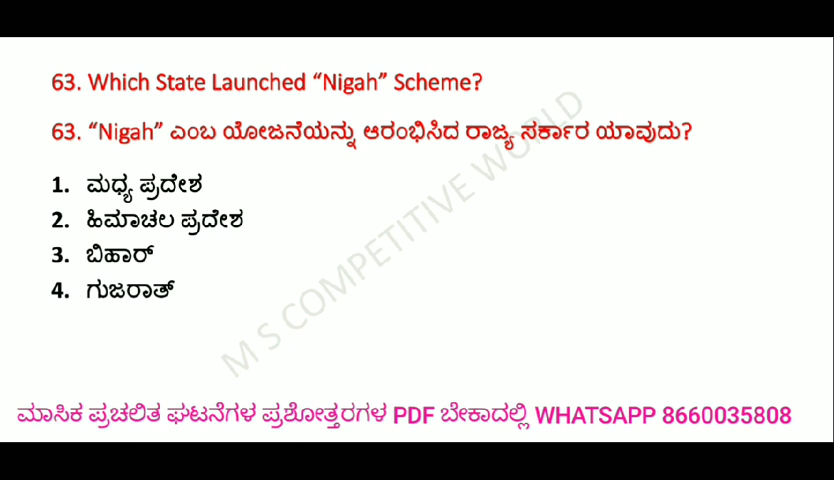 63. Which State Launched “Nigah” Scheme?
63. “Nigah” ಎಂಬ ಯೋಜನೆಯನ್ನು ಆರಂಭಿಸಿದ ರಾಜ್ಯ ಸರ್ಕಾರ ಯಾವುದು?
1. ಮಧ್ಯ ಪ್ರದೇಶ
2. ಹಿಮಾಚಲ ಪ್ರದೇಶ
3. ಬಿಹಾರ್
4. ಗುಜರಾತ್
M S COMPETITIVE WORLD
ಮಾಸಿಕ ಪ್ರಚಲಿತ ಘಟನೆಗಳ ಪ್ರಶೋತ್ತರಗಳ PDF ಬೇಕಾದಲ್ಲಿ WHATSAPP 8660035808